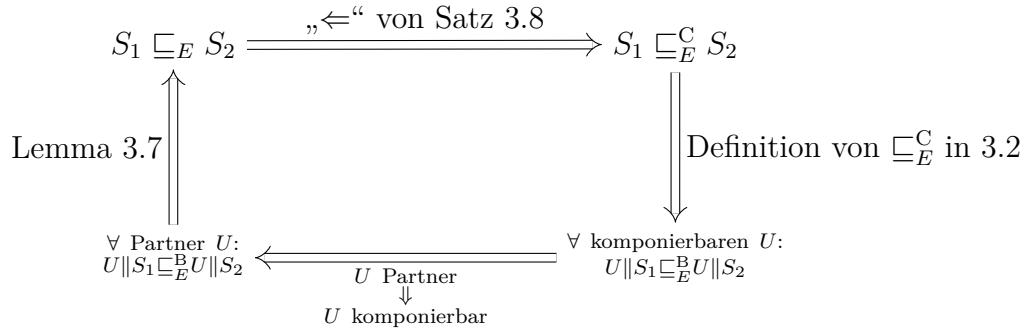 „⇐“ von Satz 3.8
S₁ ⊑_E S₂
S₁ ⊑_E^C S₂
Lemma 3.7
Definition von ⊑_E^C in 3.2
∀ Partner U:
U∥S₁⊑_E^B U∥S₂
∀ komponierbaren U:
U∥S₁⊑_E^B U∥S₂
U Partner
⇓
U komponierbar